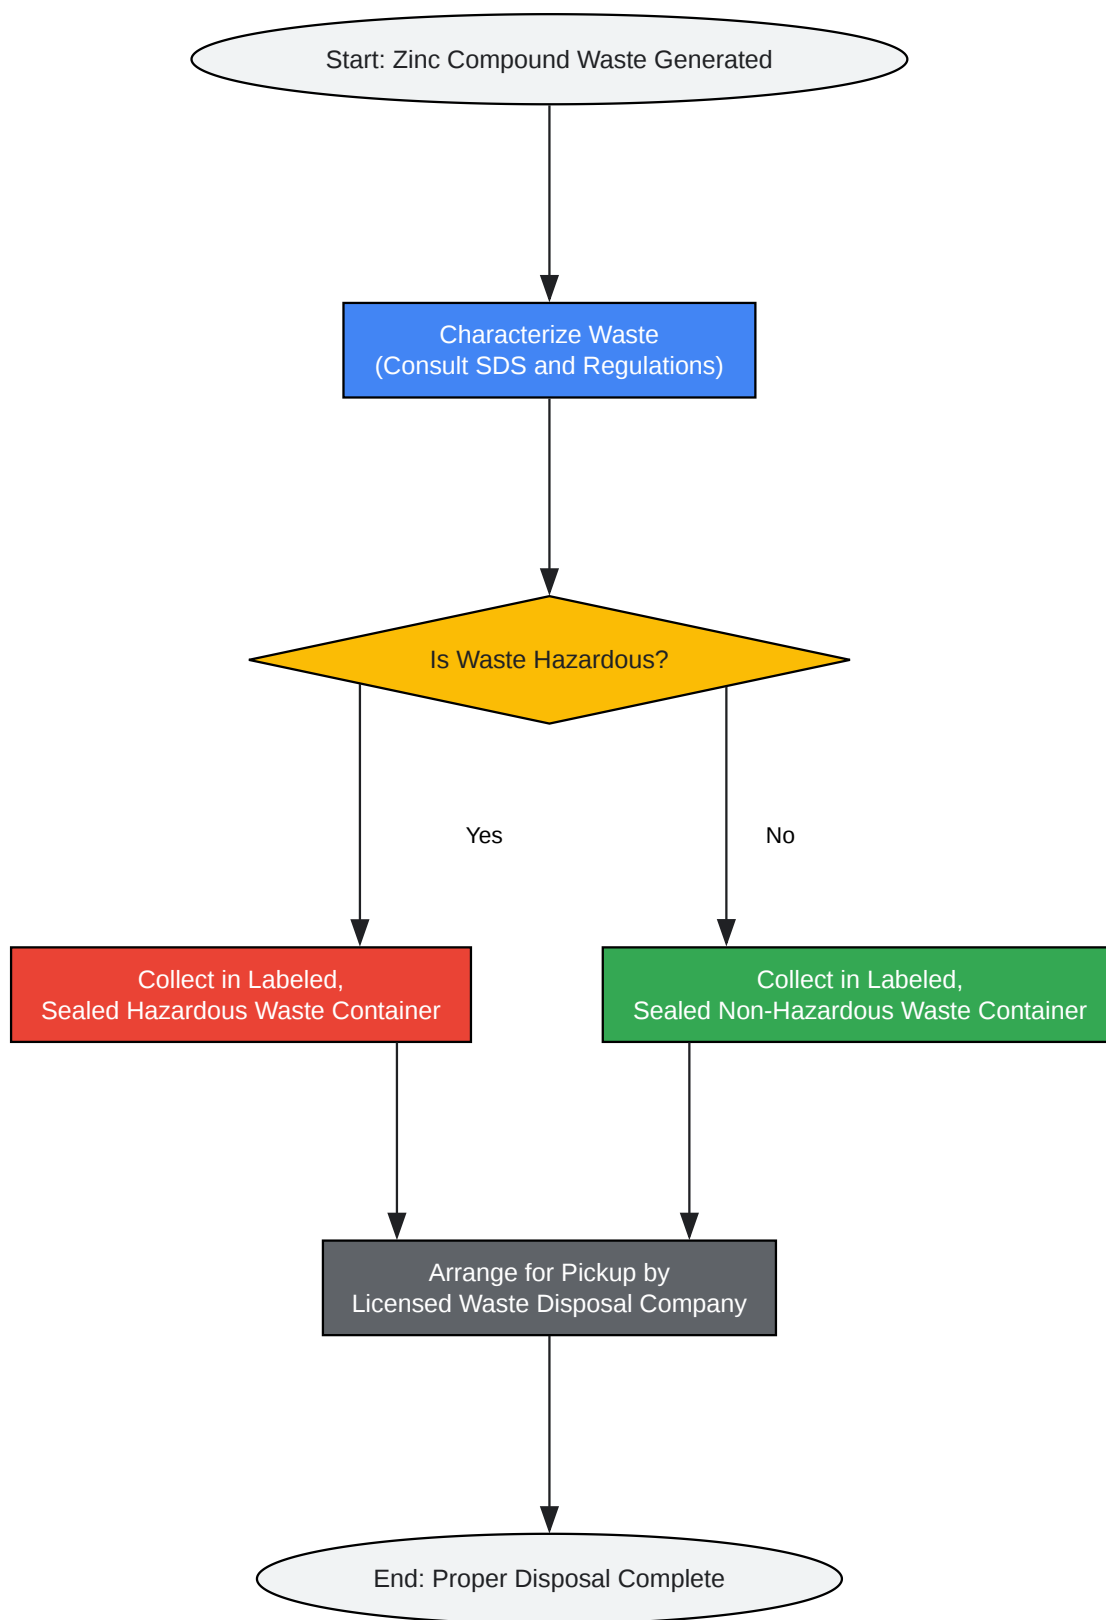 Start: Zinc Compound Waste Generated
Characterize Waste
(Consult SDS and Regulations)
Is Waste Hazardous?
Yes
No
Collect in Labeled,
Sealed Hazardous Waste Container
Collect in Labeled,
Sealed Non-Hazardous Waste Container
Arrange for Pickup by
Licensed Waste Disposal Company
End: Proper Disposal Complete